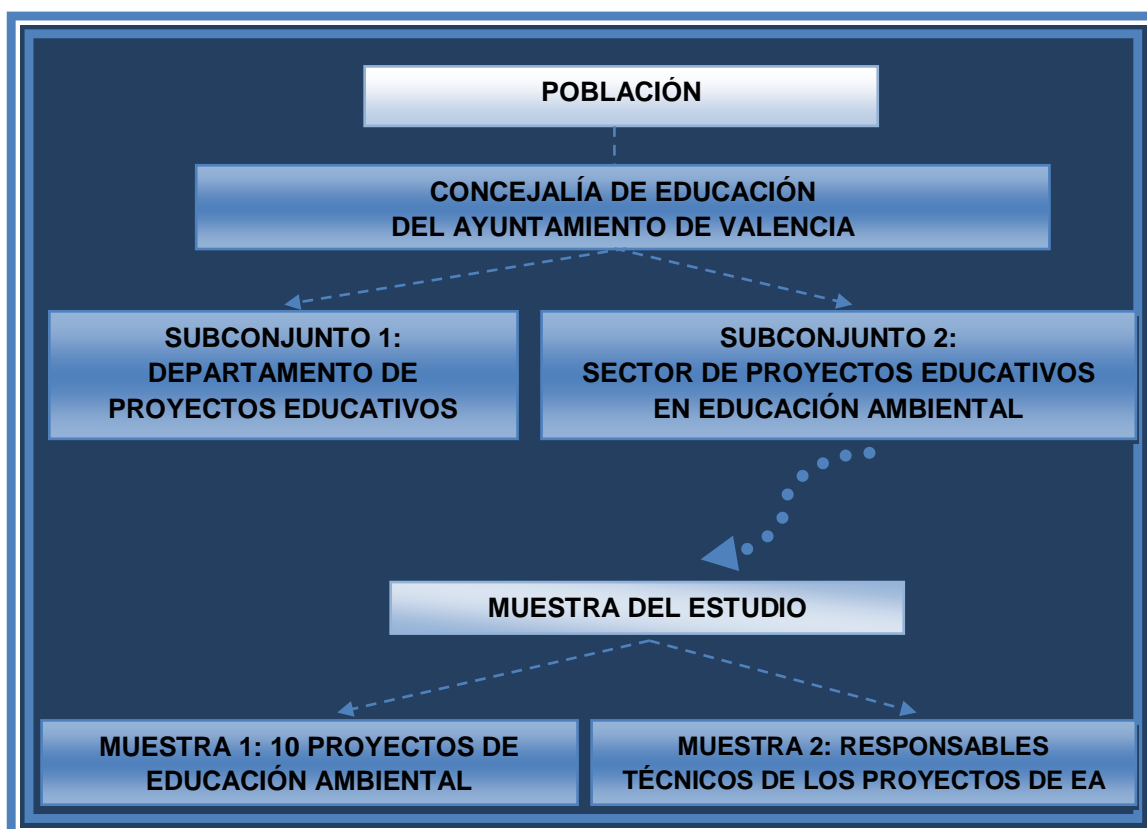 POBLACIÓN
CONCEJALÍA DE EDUCACIÓN
DEL AYUNTAMIENTO DE VALENCIA
SUBCONJUNTO 1:
DEPARTAMENTO DE
PROYECTOS EDUCATIVOS
SUBCONJUNTO 2:
SECTOR DE PROYECTOS EDUCATIVOS
EN EDUCACIÓN AMBIENTAL
MUESTRA DEL ESTUDIO
MUESTRA 1: 10 PROYECTOS DE
EDUCACIÓN AMBIENTAL
MUESTRA 2: RESPONSABLES
TÉCNICOS DE LOS PROYECTOS DE EA